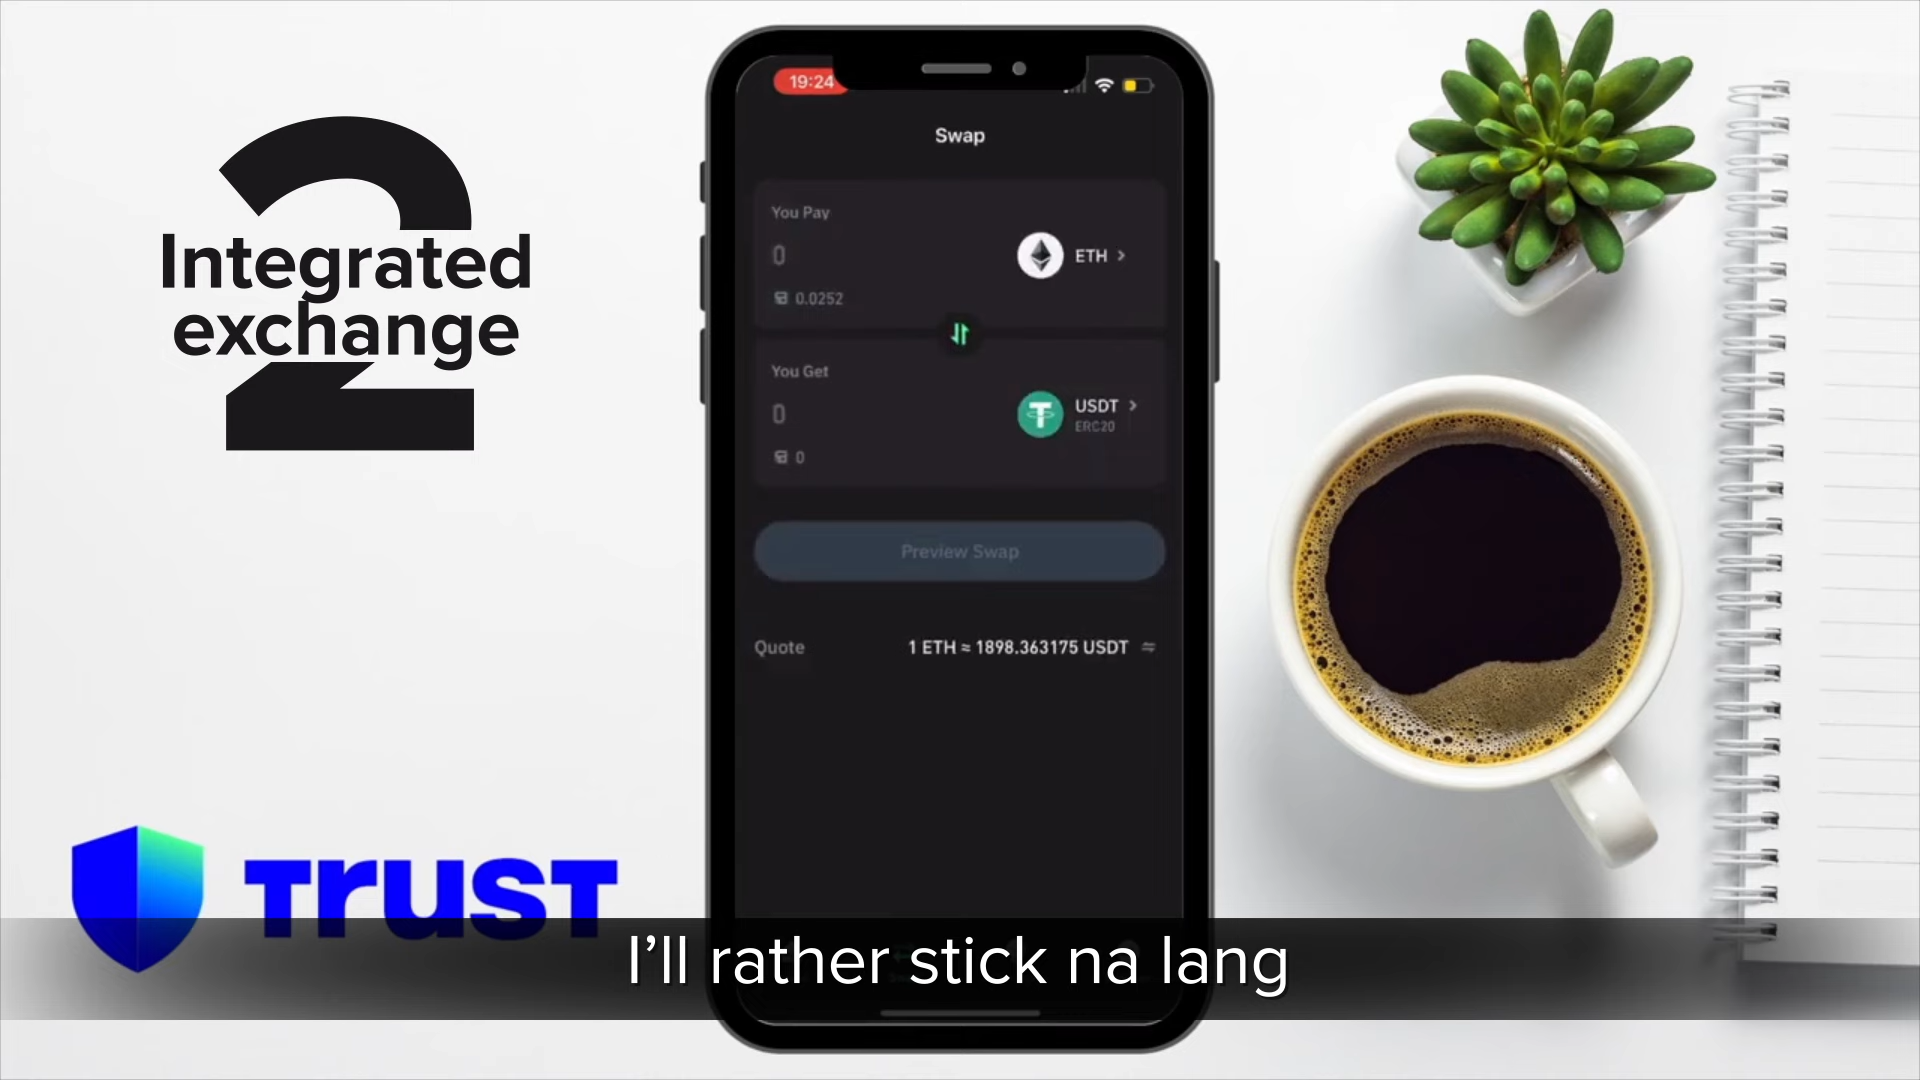 2
Integrated
exchange
19:24
Swap
You Pay
0
ETH >
0.0252
You Get
0
USDT >
ERC20
0
Preview Swap
Quote
1 ETH ≈ 1898.363175 USDT
TRUST
I’ll rather stick na lang